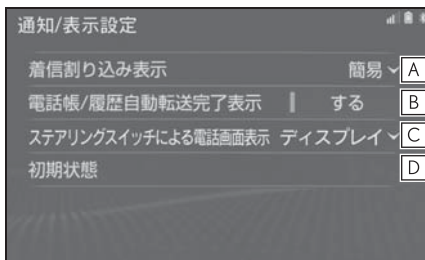 通知/表示設定
着信割り込み表示 簡易 A
電話帳/履歴自動転送完了表示 する B
ステアリングスイッチによる電話画面表示 ディスプレイ C
初期状態 D